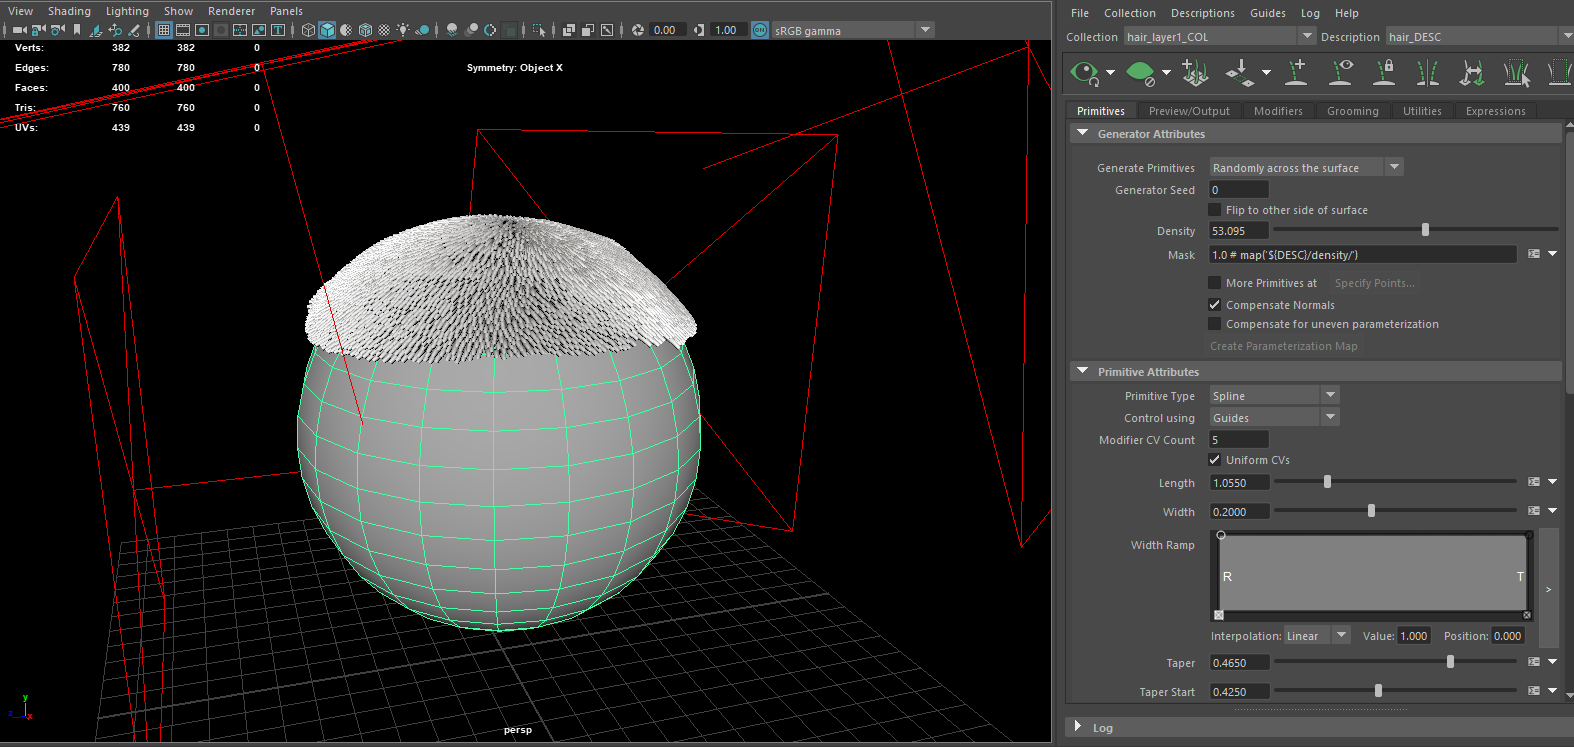 View Shading Lighting Show Renderer Panels
0.00 1.00 ON sRGB gamma
Verts: 382 382 0
Edges: 780 780 0
Faces: 400 400 0
Tris: 760 760 0
UVs: 439 439 0
Symmetry: Object X
persp
y
z x
File Collection Descriptions Guides Log Help
Collection hair_layer1_COL Description hair_DESC
Primitives Preview/Output Modifiers Grooming Utilities Expressions
Generator Attributes
Generate Primitives Randomly across the surface
Generator Seed 0
Flip to other side of surface
Density 53.095
Mask 1.0 # map('${DESC}/density/')
More Primitives at Specify Points...
Compensate Normals
Compensate for uneven parameterization
Create Parameterization Map
Primitive Attributes
Primitive Type Spline
Control using Guides
Modifier CV Count 5
Uniform CVs
Length 1.0550
Width 0.2000
Width Ramp
R T
>
Interpolation: Linear Value: 1.000 Position: 0.000
Taper 0.4650
Taper Start 0.4250
Log